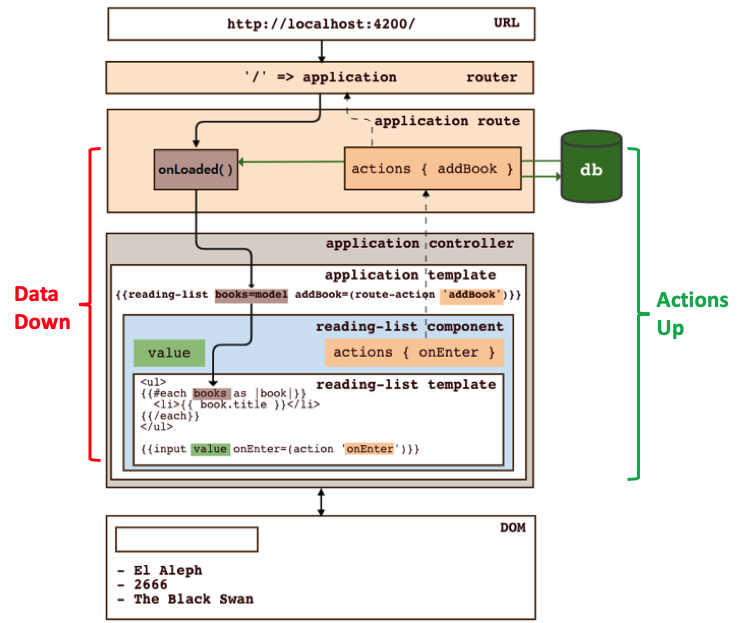 http://localhost:4200/ URL
'/' => application router
application route
onLoaded()
actions { addBook }
db
Data
Down
Actions
Up
application controller
application template
{{reading-list books=model addBook=(route-action 'addBook')}}
reading-list component
value
actions { onEnter }
reading-list template
<ul>
{{#each books as |book|}}
<li>{{ book.title }}</li>
{{/each}}
</ul>
{{input value onEnter=(action 'onEnter')}}
DOM
- El Aleph
- 2666
- The Black Swan